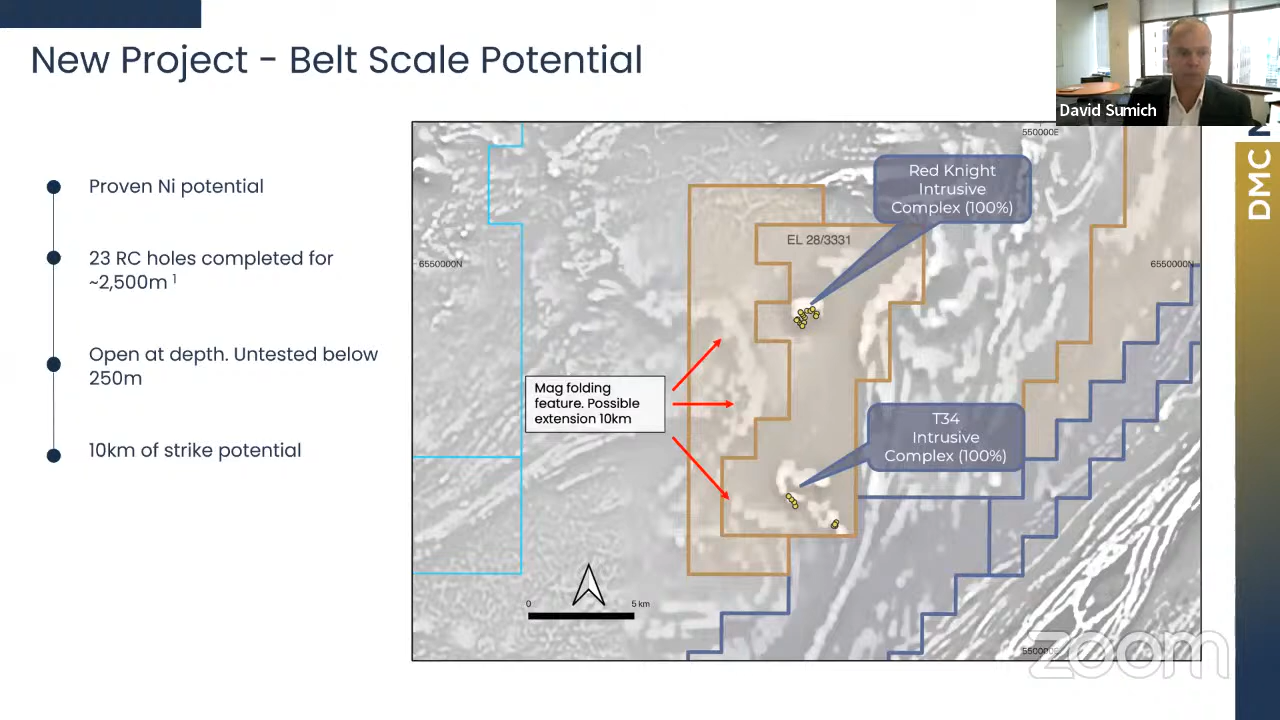 New Project - Belt Scale Potential
David Sumich
Proven Ni potential
23 RC holes completed for
~2,500m ¹
Open at depth. Untested below
250m
10km of strike potential
550000E
Red Knight
Intrusive
Complex (100%)
EL 28/3331
6550000N
6550000N
Mag folding
feature. Possible
extension 10km
T34
Intrusive
Complex (100%)
0
5 km
550000E
zoom
DMC